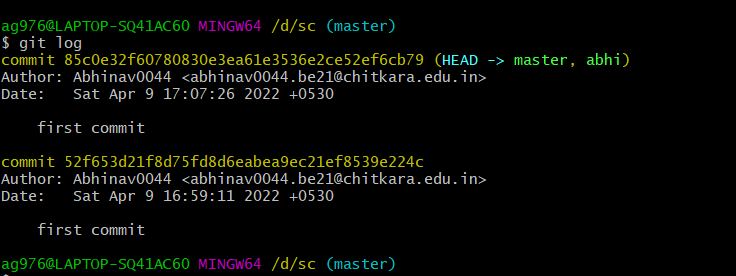 ag976@LAPTOP-SQ41AC60 MINGW64 /d/sc (master)
$ git log
commit 85c0e32f60780830e3ea61e3536e2ce52ef6cb79 (HEAD -> master, abhi)
Author: Abhinav0044 <abhinav0044.be21@chitkara.edu.in>
Date:   Sat Apr 9 17:07:26 2022 +0530

    first commit

commit 52f653d21f8d75fd8d6eabea9ec21ef8539e224c
Author: Abhinav0044 <abhinav0044.be21@chitkara.edu.in>
Date:   Sat Apr 9 16:59:11 2022 +0530

    first commit

ag976@LAPTOP-SQ41AC60 MINGW64 /d/sc (master)